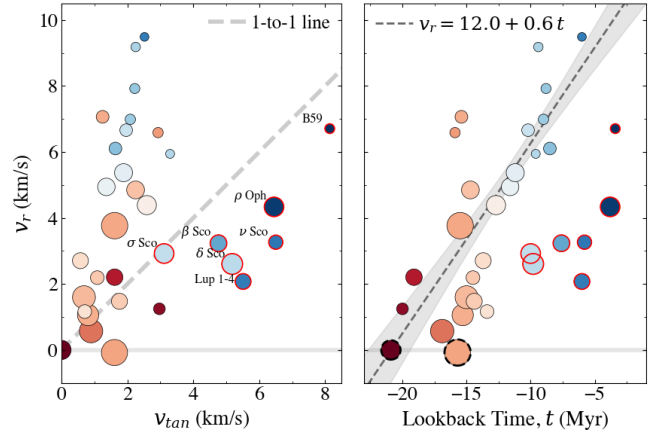 1-to-1 line
B59
ρ Oph
β Sco
ν Sco
σ Sco
δ Sco
Lup 1-4
10
8
6
4
2
0
v_r (km/s)
0
2
4
6
8
v_tan (km/s)
v_r = 12.0 + 0.6 t
−20
−15
−10
−5
Lookback Time, t (Myr)